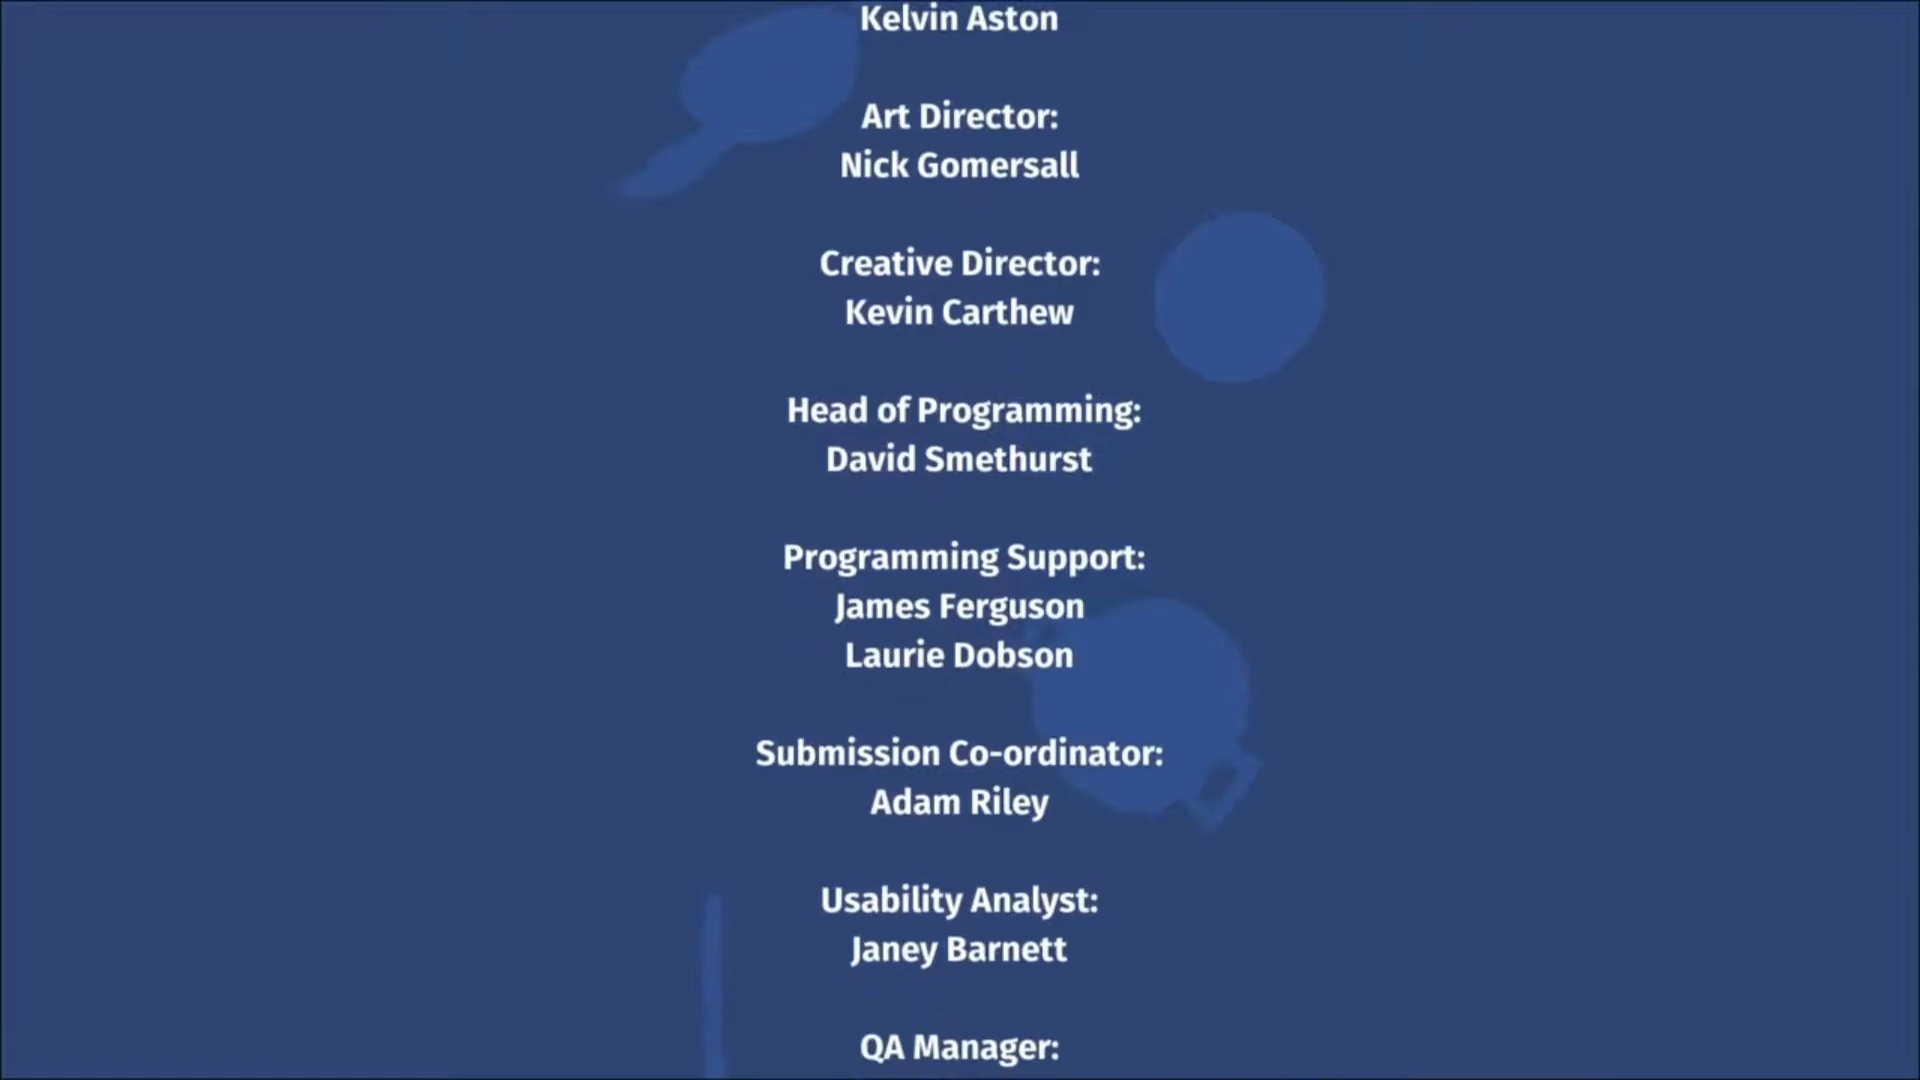 Kelvin Aston
Art Director:
Nick Gomersall
Creative Director:
Kevin Carthew
Head of Programming:
David Smethurst
Programming Support:
James Ferguson
Laurie Dobson
Submission Co-ordinator:
Adam Riley
Usability Analyst:
Janey Barnett
QA Manager: